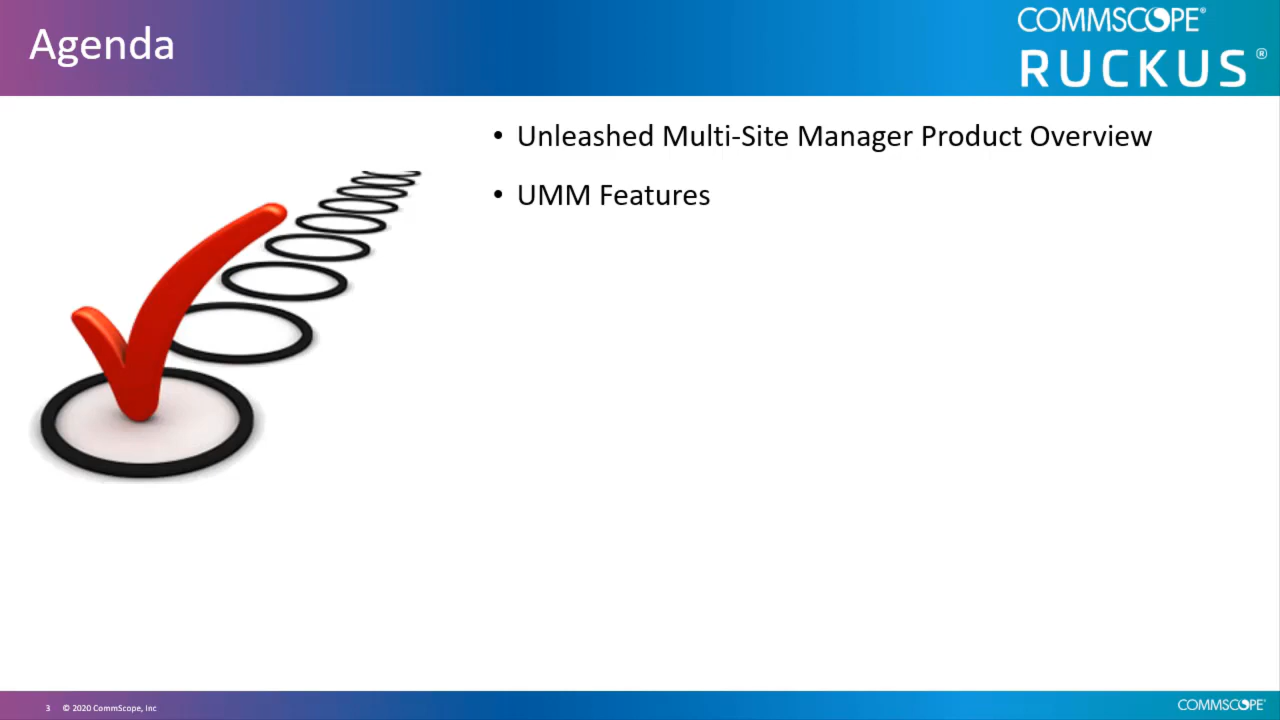 Agenda
COMMSCOPE®
RUCKUS®
• Unleashed Multi-Site Manager Product Overview
• UMM Features
3 © 2020 CommScope, Inc
COMMSCOPE®